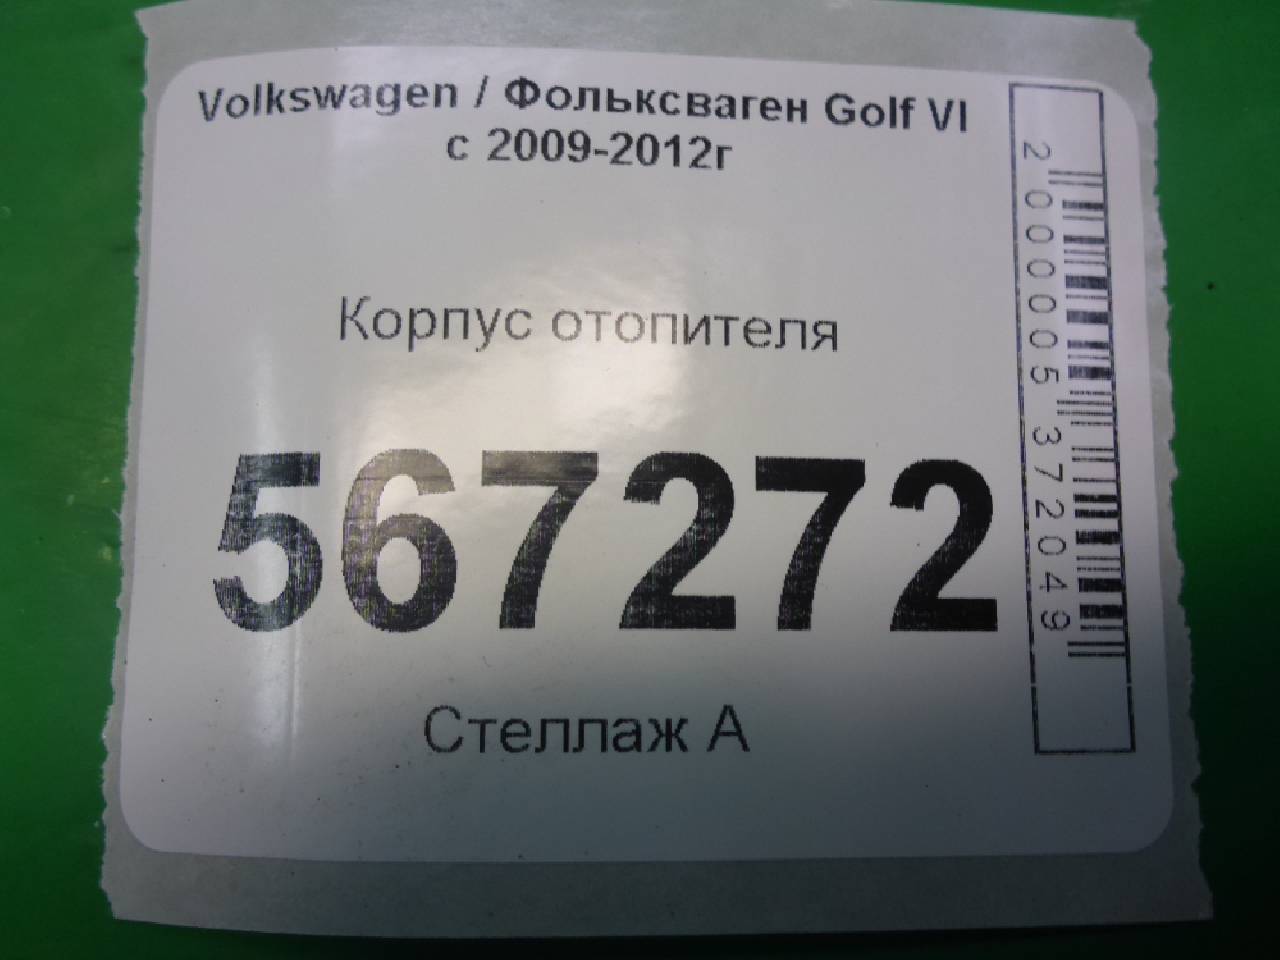 Volkswagen / Фольксваген Golf VI
с 2009-2012г
Корпус отопителя
567272
Стеллаж А
2000005372049